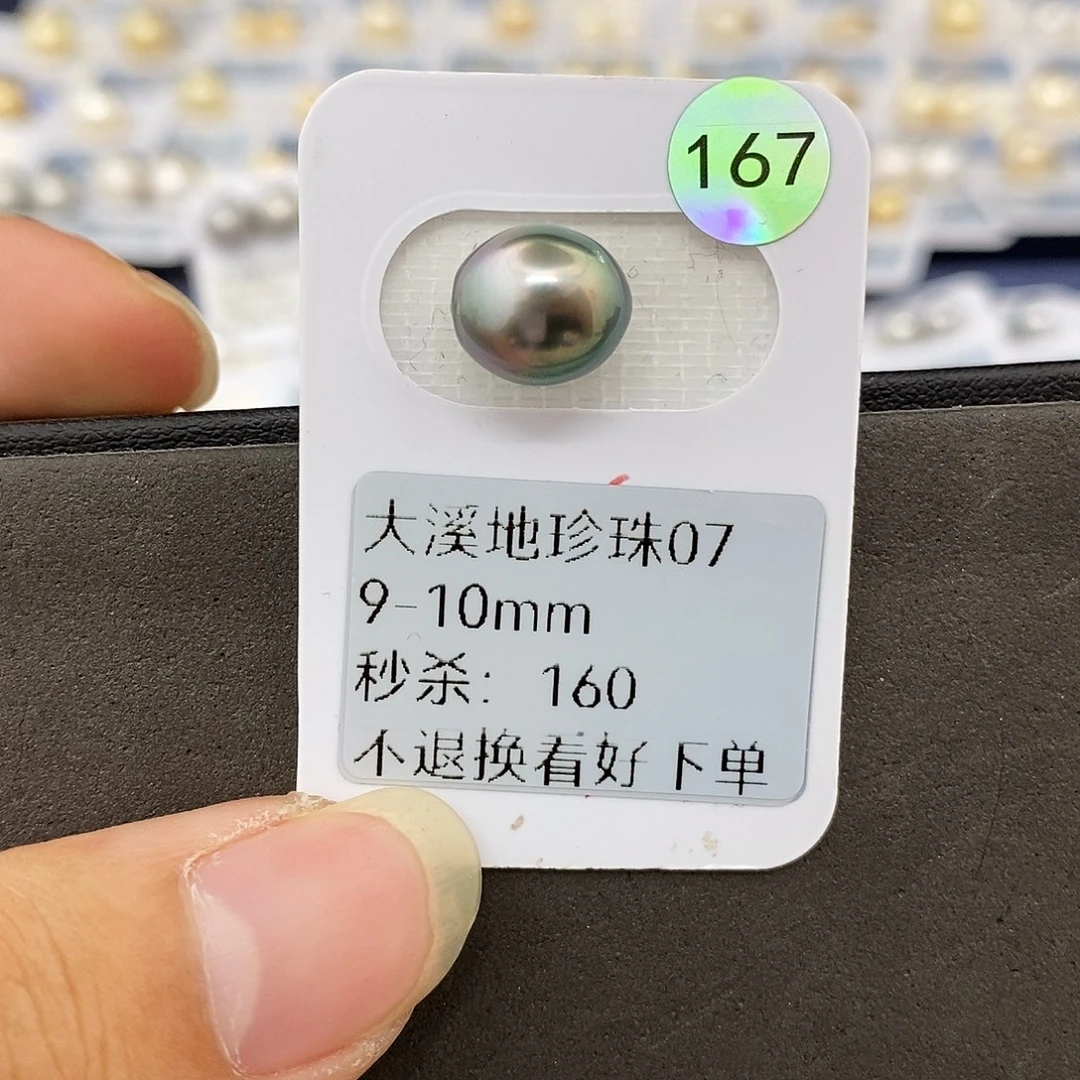 167
大溪地珍珠07
9-10mm
秒杀: 160
不退换看好下单